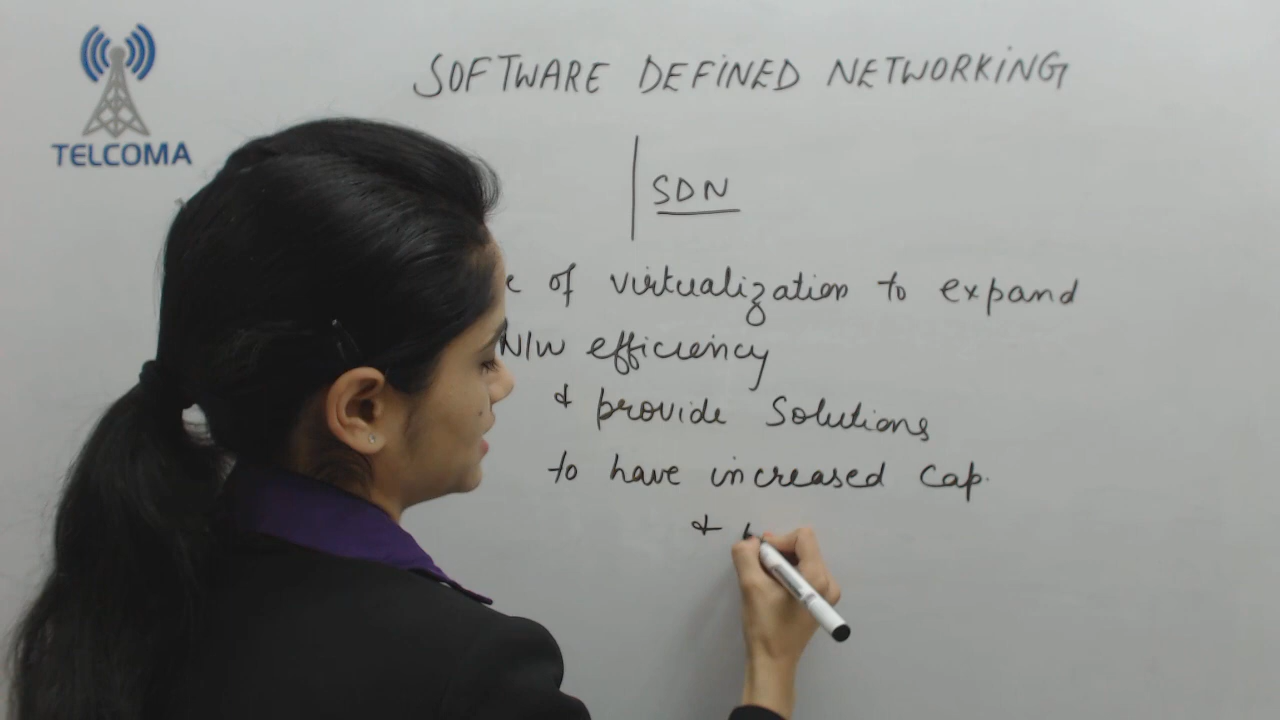 TELCOMA
SOFTWARE DEFINED NETWORKING
SDN
of virtualization to expand
N/W efficiency
& provide Solutions
to have increased Cap.
&